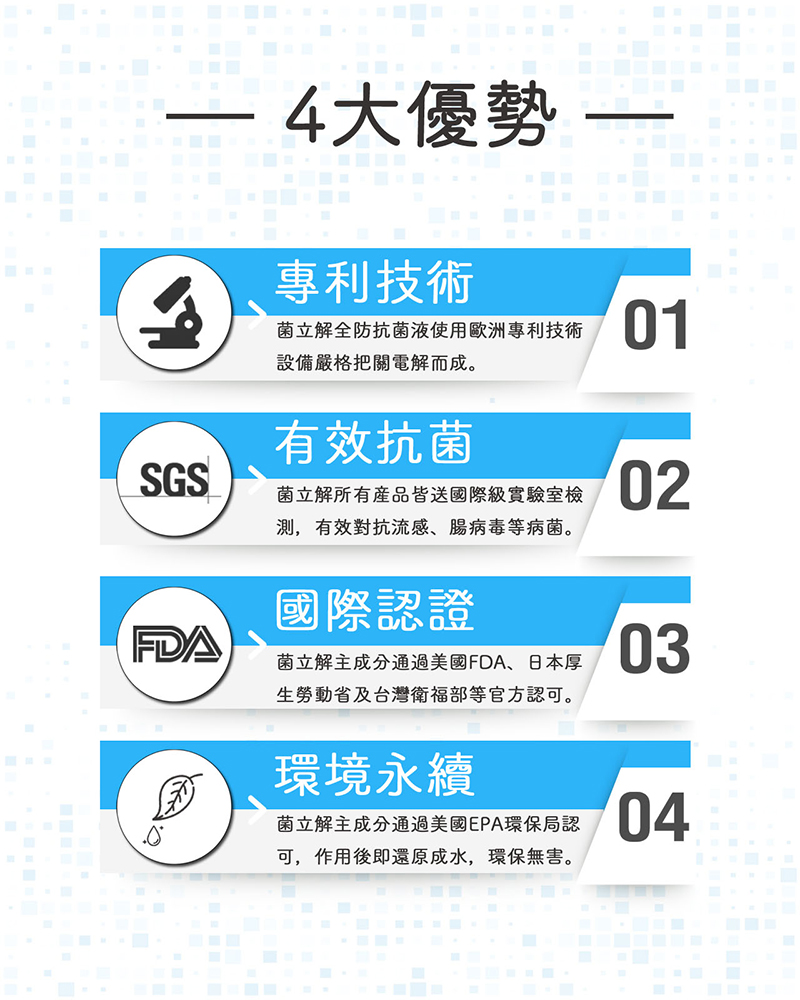 4大優勢
專利技術
01
菌立解全防抗菌液使用歐洲專利技術
設備嚴格把關電解而成。
SGS
有效抗菌
02
菌立解所有産品皆送國際級實驗室檢
測，有效對抗流感、腸病毒等病菌。
FDA
國際認證
03
菌立解主成分通過美國FDA、日本厚
生勞動省及台灣衛福部等官方認可。
環境永續
04
菌立解主成分通過美國EPA環保局認
可，作用後即還原成水，環保無害。